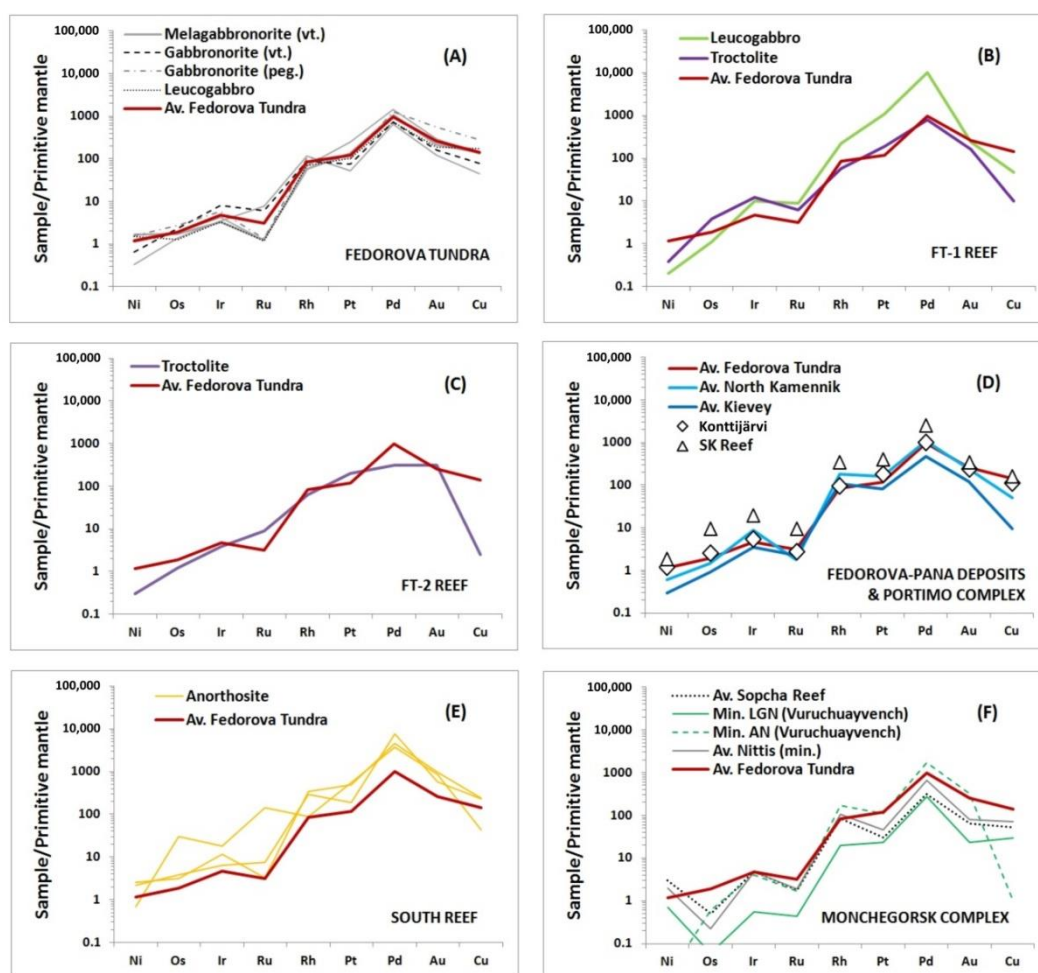 100,000
10,000
1000
100
10
1
0.1
Sample/Primitive mantle
Melagabbronorite (vt.)
Gabbronorite (vt.)
Gabbronorite (peg.)
Leucogabbro
Av. Fedorova Tundra
(A)
FEDOROVA TUNDRA
Ni Os Ir Ru Rh Pt Pd Au Cu
100,000
10,000
1000
100
10
1
0.1
Sample/Primitive mantle
Leucogabbro
Troctolite
Av. Fedorova Tundra
(B)
FT-1 REEF
Ni Os Ir Ru Rh Pt Pd Au Cu
100,000
10,000
1000
100
10
1
0.1
Sample/Primitive mantle
Troctolite
Av. Fedorova Tundra
(C)
FT-2 REEF
Ni Os Ir Ru Rh Pt Pd Au Cu
100,000
10,000
1000
100
10
1
0.1
Sample/Primitive mantle
Av. Fedorova Tundra
Av. North Kamennik
Av. Kievey
Konttijärvi
SK Reef
(D)
FEDOROVA-PANA DEPOSITS
& PORTIMO COMPLEX
Ni Os Ir Ru Rh Pt Pd Au Cu
100,000
10,000
1000
100
10
1
0.1
Sample/Primitive mantle
Anorthosite
Av. Fedorova Tundra
(E)
SOUTH REEF
Ni Os Ir Ru Rh Pt Pd Au Cu
100,000
10,000
1000
100
10
1
0.1
Sample/Primitive mantle
Av. Sopcha Reef
Min. LGN (Vuruchuayvench)
Min. AN (Vuruchuayvench)
Av. Nittis (min.)
Av. Fedorova Tundra
(F)
MONCHEGORSK COMPLEX
Ni Os Ir Ru Rh Pt Pd Au Cu